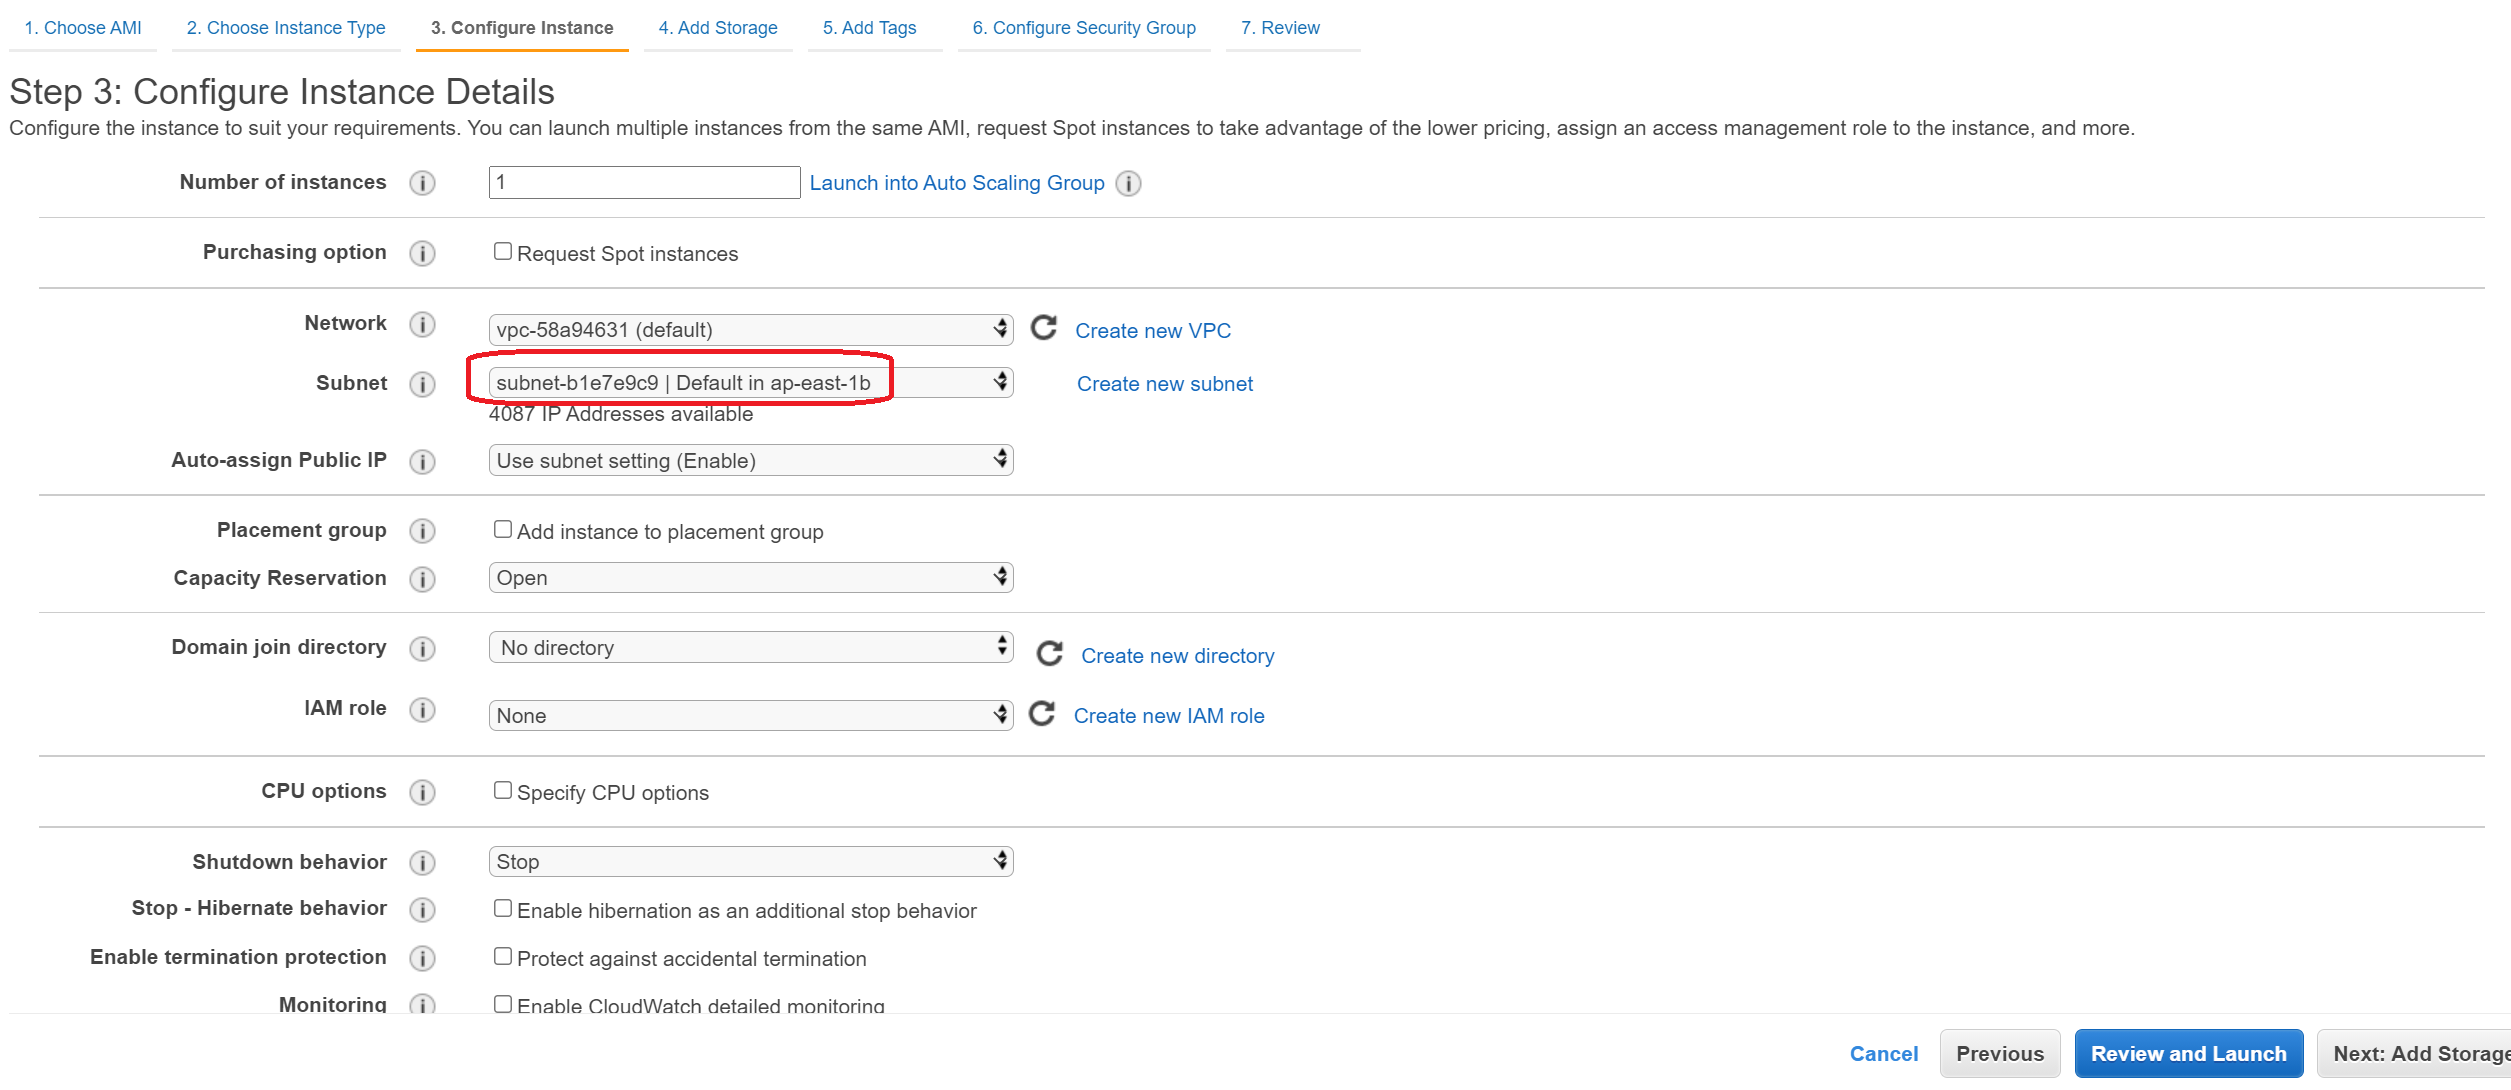 1. Choose AMI 2. Choose Instance Type 3. Configure Instance 4. Add Storage 5. Add Tags 6. Configure Security Group 7. Review
Step 3: Configure Instance Details
Configure the instance to suit your requirements. You can launch multiple instances from the same AMI, request Spot instances to take advantage of the lower pricing, assign an access management role to the instance, and more.
Number of instances i 1 Launch into Auto Scaling Group i
Purchasing option i Request Spot instances
Network i vpc-58a94631 (default) Create new VPC
Subnet i subnet-b1e7e9c9 | Default in ap-east-1b Create new subnet
4087 IP Addresses available
Auto-assign Public IP i Use subnet setting (Enable)
Placement group i Add instance to placement group
Capacity Reservation i Open
Domain join directory i No directory Create new directory
IAM role i None Create new IAM role
CPU options i Specify CPU options
Shutdown behavior i Stop
Stop - Hibernate behavior i Enable hibernation as an additional stop behavior
Enable termination protection i Protect against accidental termination
Monitoring i Enable CloudWatch detailed monitoring
Cancel Previous Review and Launch Next: Add Storage